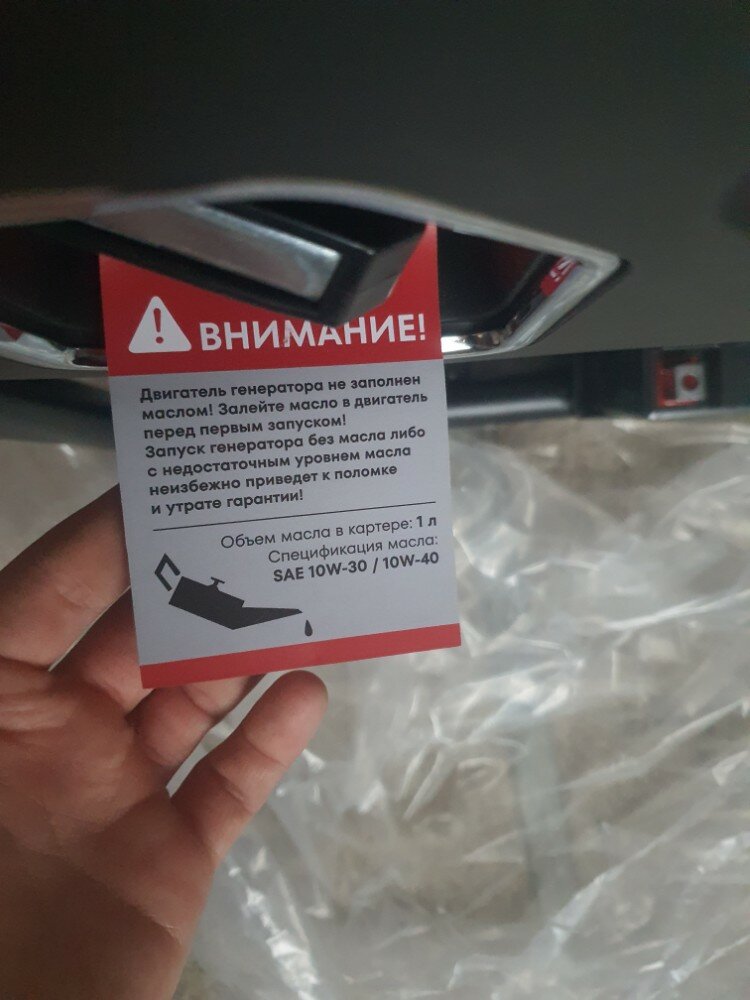 ВНИМАНИЕ!
Двигатель генератора не заполнен
маслом! Залейте масло в двигатель
перед первым запуском!
Запуск генератора без масла либо
с недостаточным уровнем масла
неизбежно приведет к поломке
и утрате гарантии!
Объем масла в картере: 1 л
Спецификация масла:
SAE 10W-30 / 10W-40